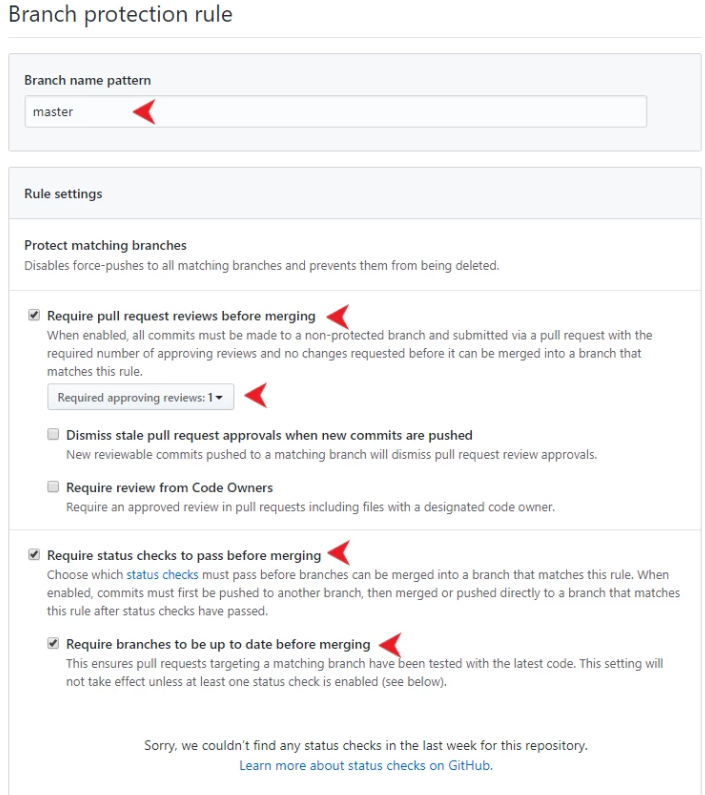 Branch protection rule
Branch name pattern
master
Rule settings
Protect matching branches
Disables force-pushes to all matching branches and prevents them from being deleted.
Require pull request reviews before merging
When enabled, all commits must be made to a non-protected branch and submitted via a pull request with the
required number of approving reviews and no changes requested before it can be merged into a branch that
matches this rule.
Required approving reviews: 1
Dismiss stale pull request approvals when new commits are pushed
New reviewable commits pushed to a matching branch will dismiss pull request review approvals.
Require review from Code Owners
Require an approved review in pull requests including files with a designated code owner.
Require status checks to pass before merging
Choose which status checks must pass before branches can be merged into a branch that matches this rule. When
enabled, commits must first be pushed to another branch, then merged or pushed directly to a branch that matches
this rule after status checks have passed.
Require branches to be up to date before merging
This ensures pull requests targeting a matching branch have been tested with the latest code. This setting will
not take effect unless at least one status check is enabled (see below).
Sorry, we couldn't find any status checks in the last week for this repository.
Learn more about status checks on GitHub.